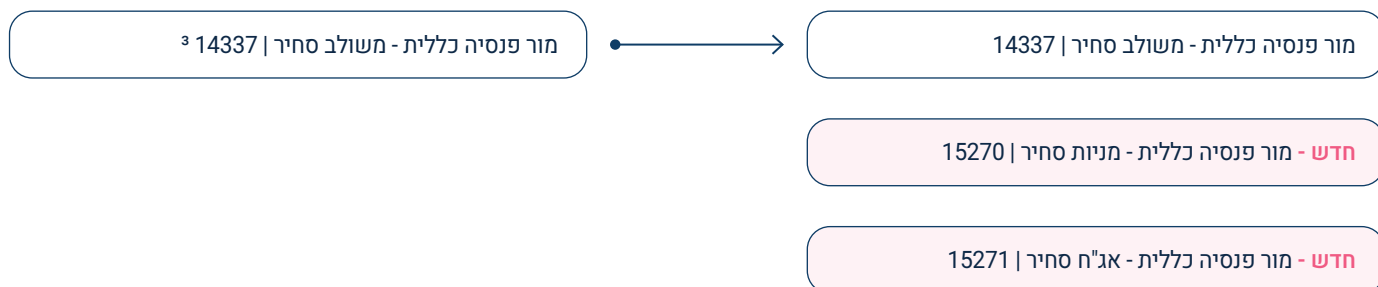 מור פנסיה כללית - משולב סחיר | 14337
מור פנסיה כללית - משולב סחיר | 14337 ³
חדש - מור פנסיה כללית - מניות סחיר | 15270
חדש - מור פנסיה כללית - אג"ח סחיר | 15271